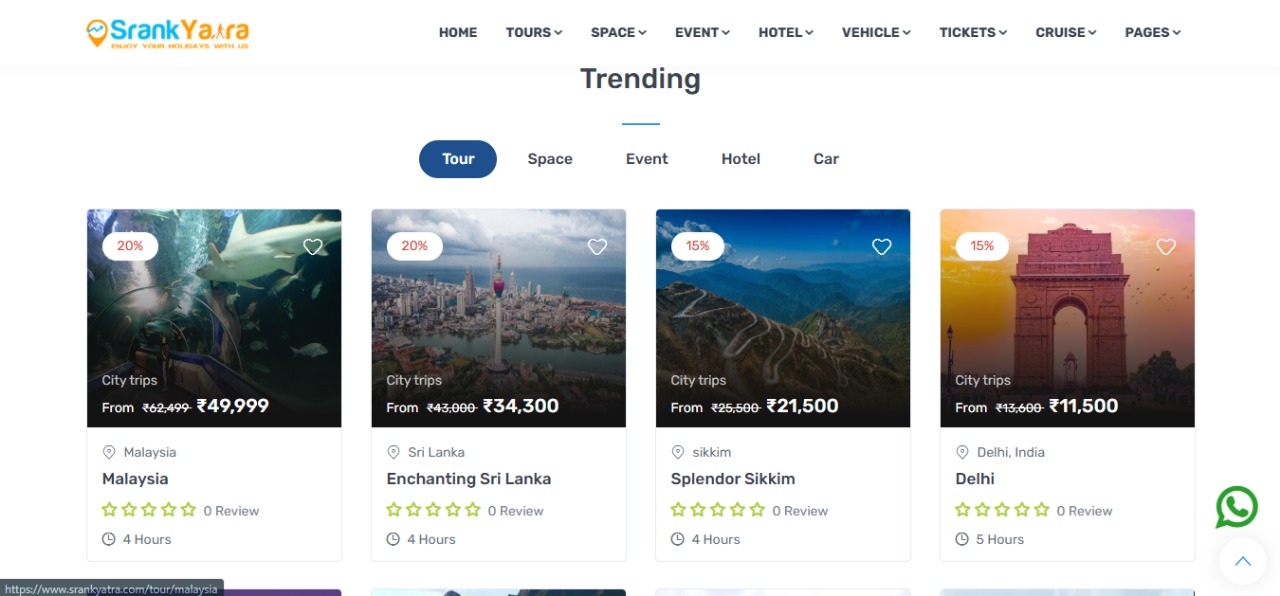 SrankYatra
ENJOY YOUR HOLIDAYS WITH US
HOME TOURS SPACE EVENT HOTEL VEHICLE TICKETS CRUISE PAGES
Trending
Tour Space Event Hotel Car
20% 20% 15% 15%
City trips City trips City trips City trips
From ₹62,499 ₹49,999 From ₹43,000 ₹34,300 From ₹25,500 ₹21,500 From ₹13,600 ₹11,500
Malaysia Sri Lanka sikkim Delhi, India
Malaysia Enchanting Sri Lanka Splendor Sikkim Delhi
0 Review 0 Review 0 Review 0 Review
4 Hours 4 Hours 4 Hours 5 Hours
https://www.srankyatra.com/tour/malaysia